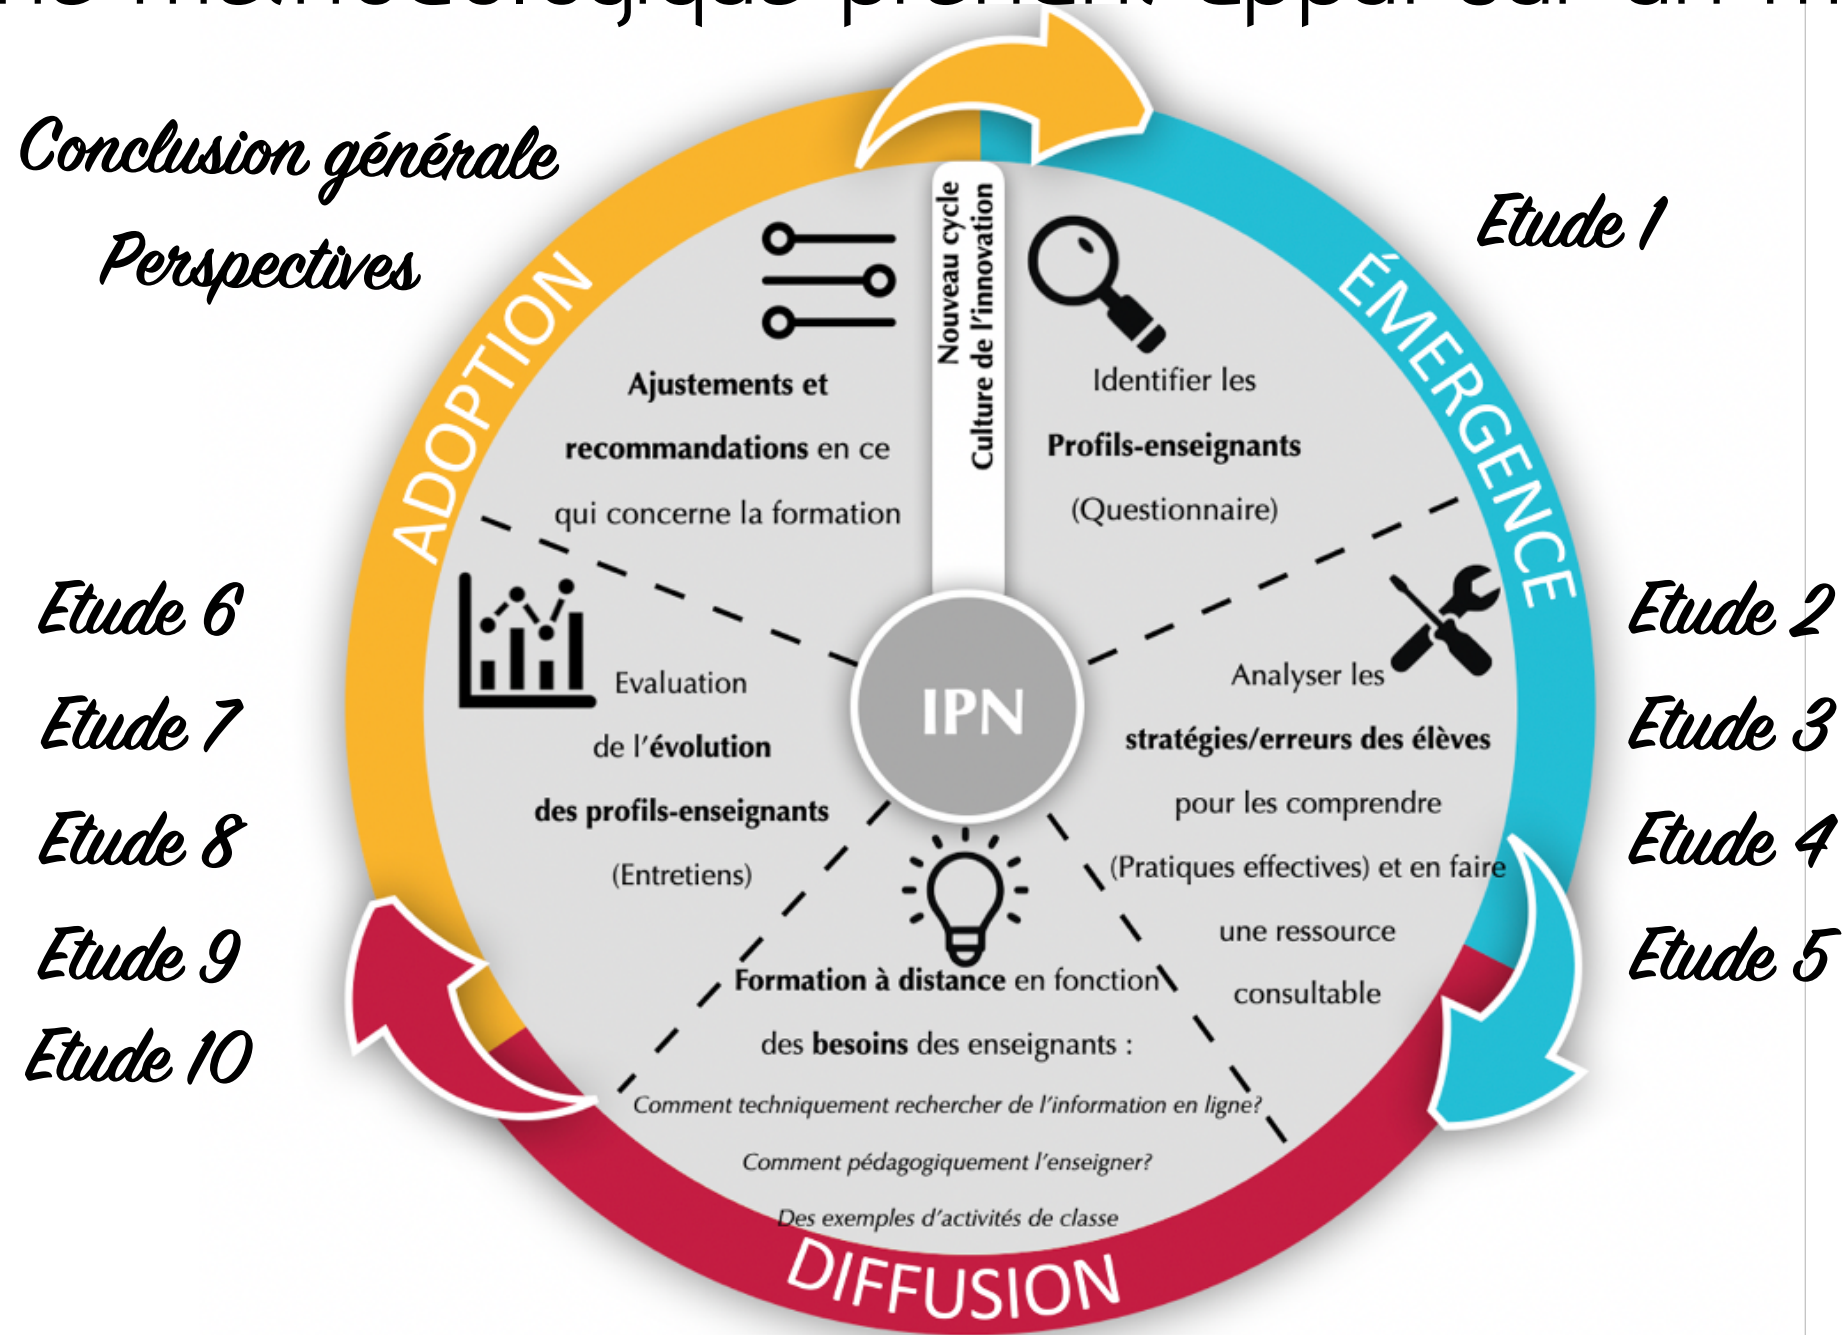 Conclusion générale
Perspectives
ADOPTION
Ajustements et
recommandations en ce
qui concerne la formation
Nouveau cycle
Culture de l'innovation
Identifier les
Profils-enseignants
(Questionnaire)
Etude 1
ÉMERGENCE
Etude 2
Etude 3
Etude 4
Etude 5
Analyser les
stratégies/erreurs des élèves
pour les comprendre
(Pratiques effectives) et en faire
une ressource
consultable
IPN
Formation à distance en fonction
des besoins des enseignants :
Comment techniquement rechercher de l'information en ligne?
Comment pédagogiquement l'enseigner?
Des exemples d'activités de classe
DIFFUSION
Evaluation
de l'évolution
des profils-enseignants
(Entretiens)
Etude 6
Etude 7
Etude 8
Etude 9
Etude 10